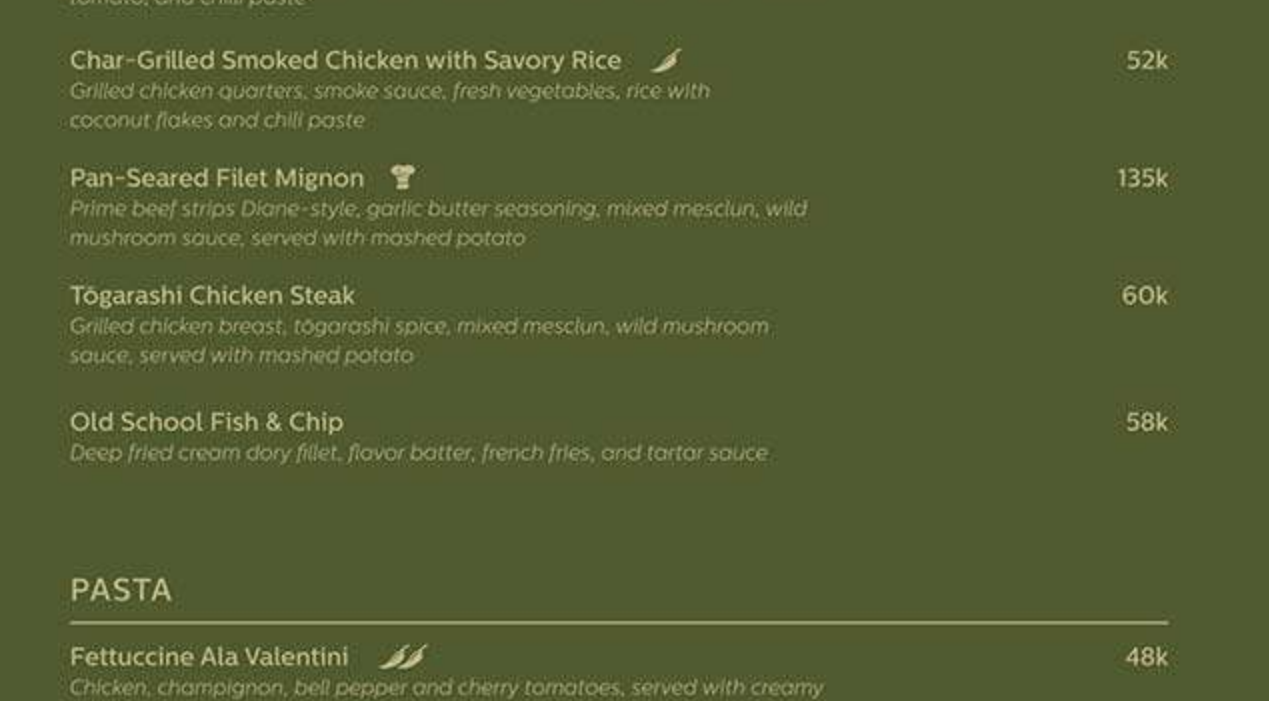 tomato, and chilli paste
Char-Grilled Smoked Chicken with Savory Rice 52k
Grilled chicken quarters, smoke sauce, fresh vegetables, rice with
coconut flakes and chili paste
Pan-Seared Filet Mignon 135k
Prime beef strips Diane-style, garlic butter seasoning, mixed mesclun, wild
mushroom sauce, served with mashed potato
Tōgarashi Chicken Steak 60k
Grilled chicken breast, tōgarashi spice, mixed mesclun, wild mushroom
sauce, served with mashed potato
Old School Fish & Chip 58k
Deep fried cream dory fillet, flavor batter, french fries, and tartar sauce
PASTA
Fettuccine Ala Valentini 48k
Chicken, champignon, bell pepper and cherry tomatoes, served with creamy